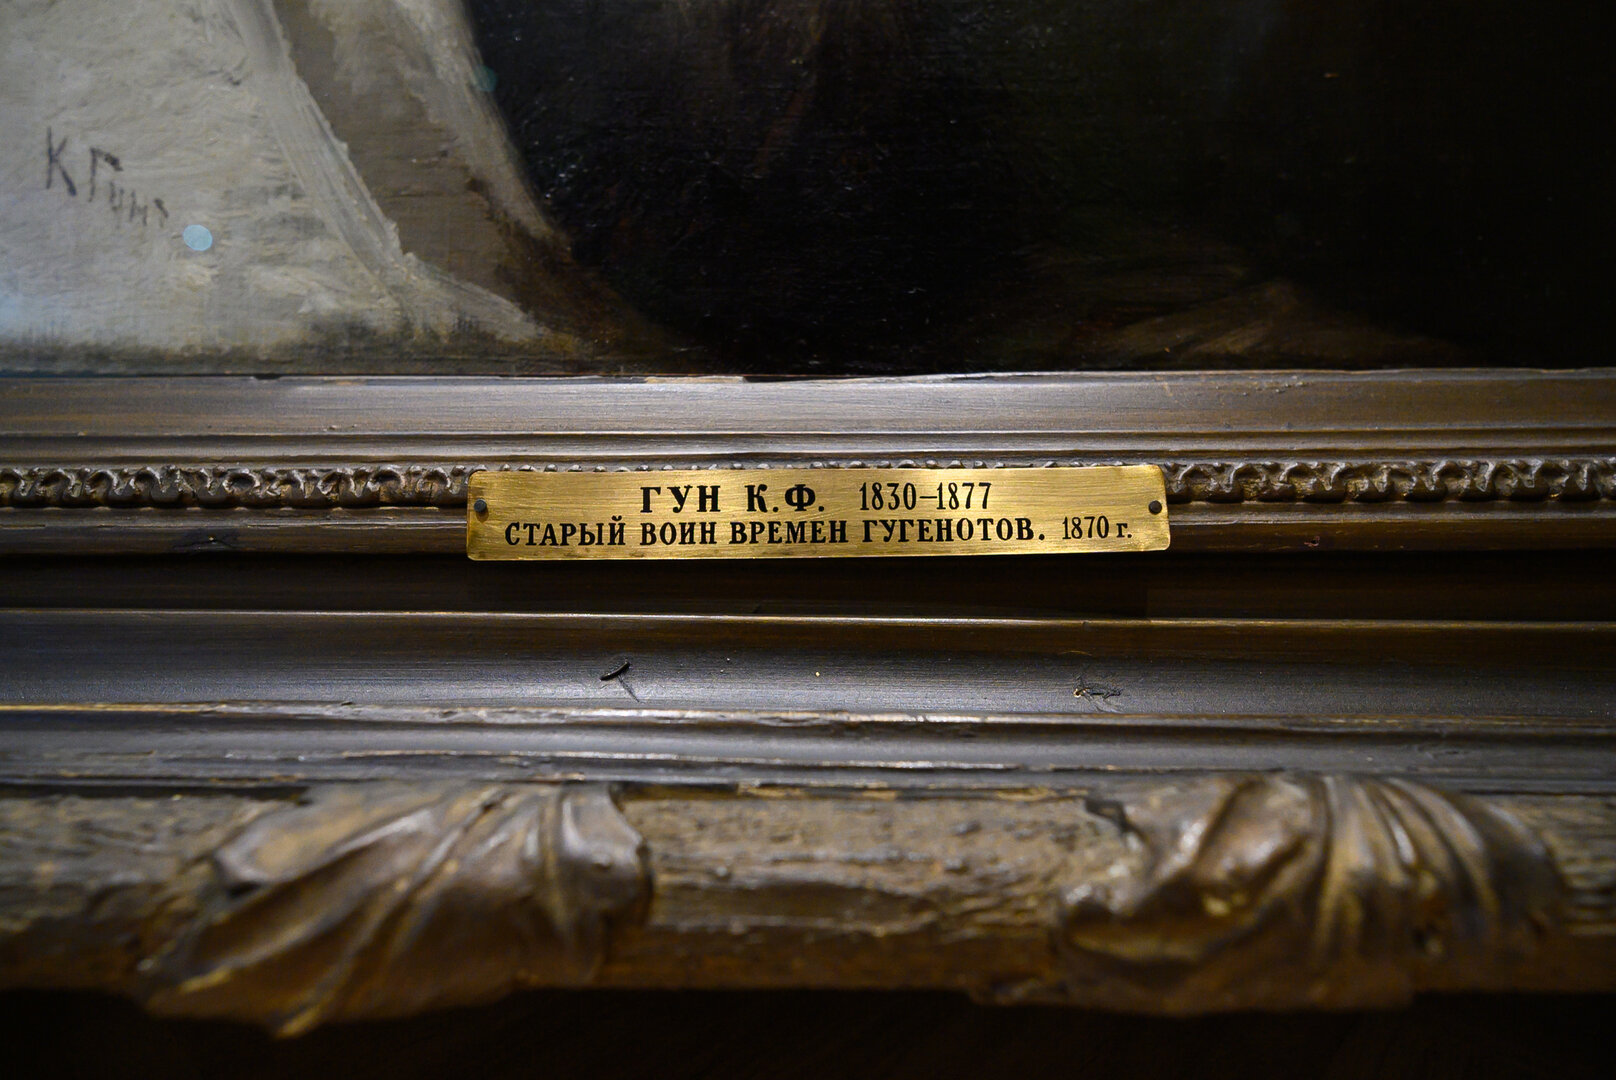 К Гунъ
ГУН К.Ф. 1830–1877
СТАРЫЙ ВОИН ВРЕМЕН ГУГЕНОТОВ. 1870 г.